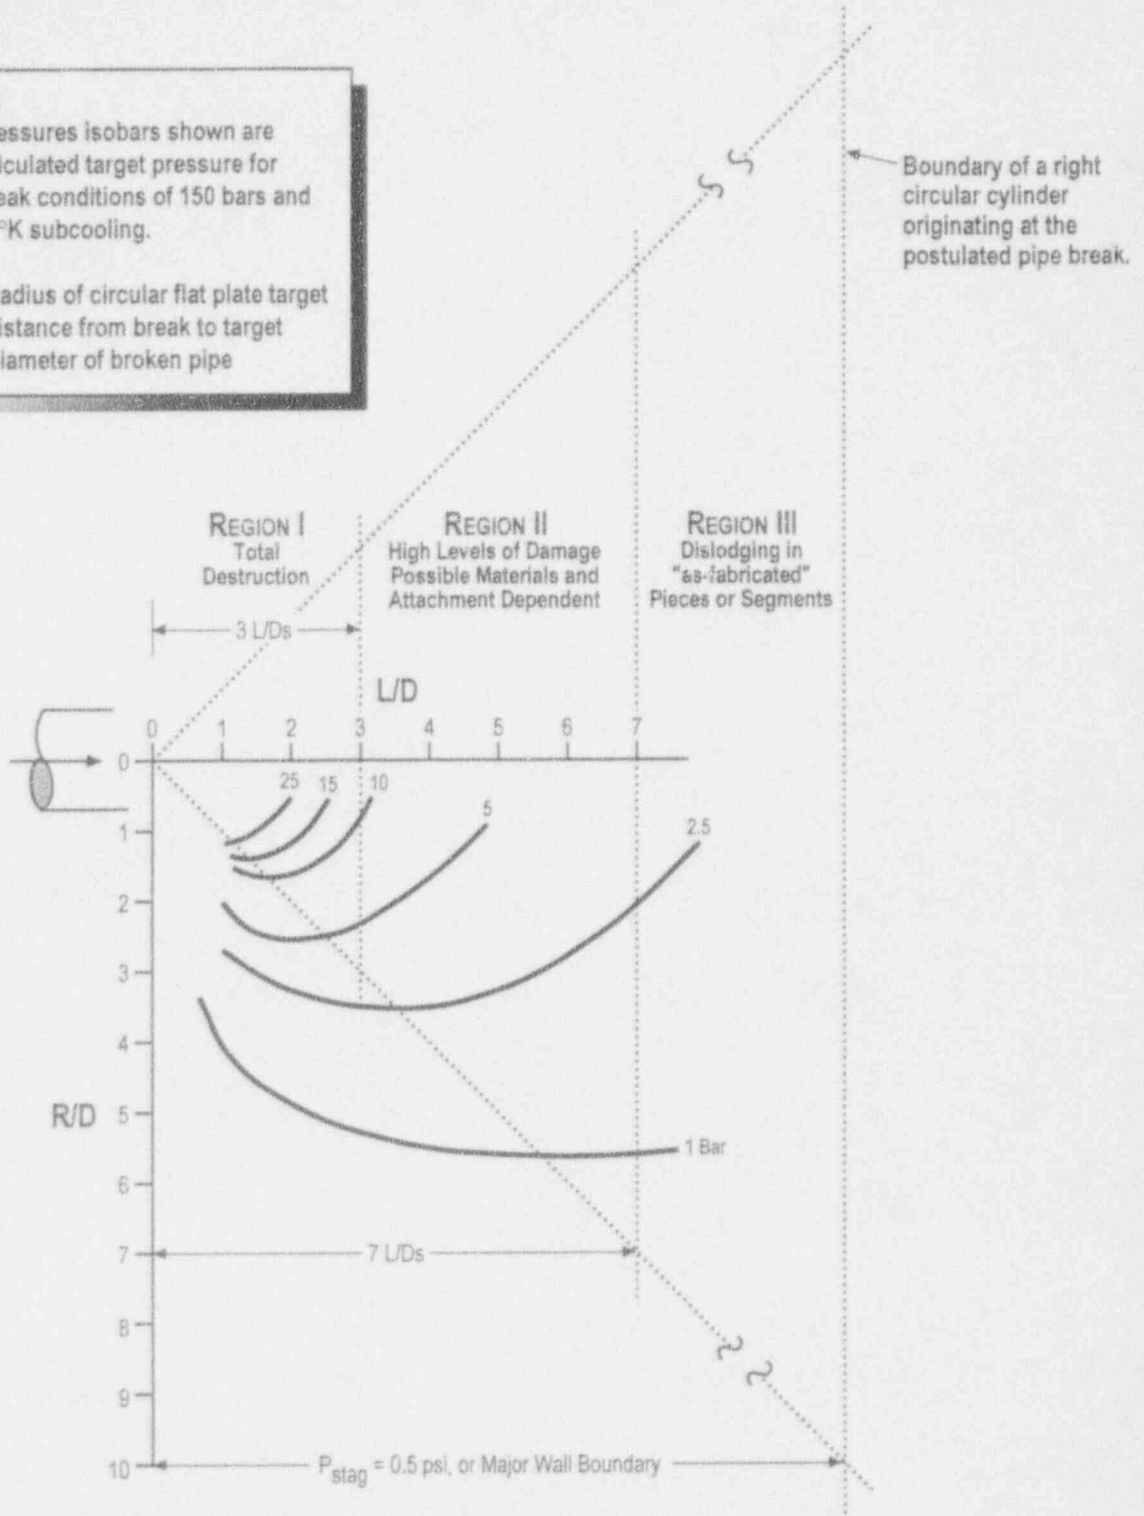 essures isobars shown are
lculated target pressure for
eak conditions of 150 bars and
°K subcooling.
adius of circular flat plate target
istance from break to target
iameter of broken pipe
Boundary of a right
circular cylinder
originating at the
postulated pipe break.
REGION I
Total
Destruction
REGION II
High Levels of Damage
Possible Materials and
Attachment Dependent
REGION III
Dislodging in
"as-fabricated"
Pieces or Segments
3 L/Ds
L/D
0 1 2 3 4 5 6 7
0
25 15 10
5
2.5
1
2
3
4
R/D 5
1 Bar
6
7
7 L/Ds
8
9
10
Pstag = 0.5 psi, or Major Wall Boundary